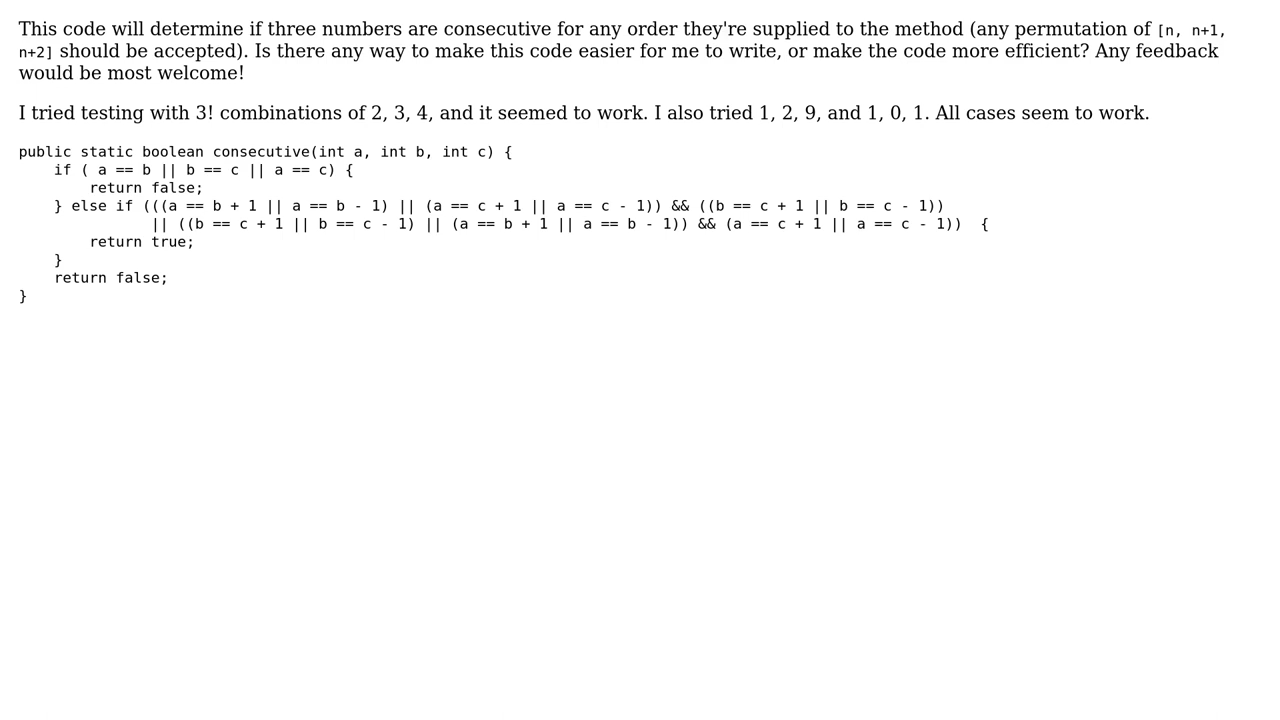 This code will determine if three numbers are consecutive for any order they're supplied to the method (any permutation of [n, n+1,
n+2] should be accepted). Is there any way to make this code easier for me to write, or make the code more efficient? Any feedback
would be most welcome!
I tried testing with 3! combinations of 2, 3, 4, and it seemed to work. I also tried 1, 2, 9, and 1, 0, 1. All cases seem to work.
public static boolean consecutive(int a, int b, int c) {
    if ( a == b || b == c || a == c) {
        return false;
    } else if (((a == b + 1 || a == b - 1) || (a == c + 1 || a == c - 1)) && ((b == c + 1 || b == c - 1))
               || ((b == c + 1 || b == c - 1) || (a == b + 1 || a == b - 1)) && (a == c + 1 || a == c - 1))  {
        return true;
    }
    return false;
}